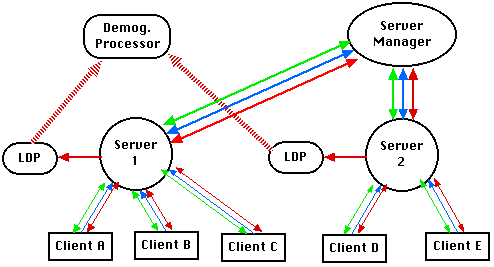 Demog.
Processor
Server
Manager
LDP
Server
1
LDP
Server
2
Client A
Client B
Client C
Client D
Client E